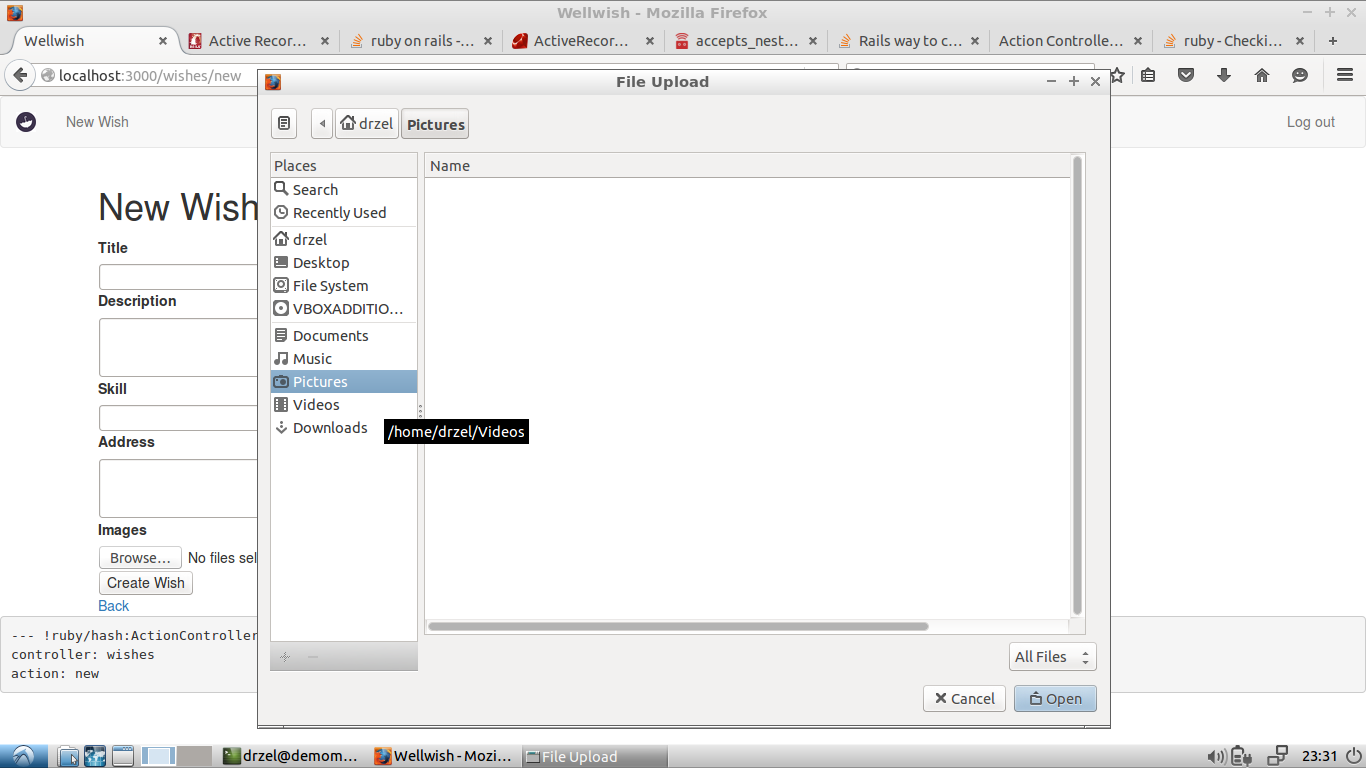 Wellwish - Mozilla Firefox
Wellwish
Active Recor...
ruby on rails -...
ActiveRecor...
accepts_nest...
Rails way to c...
Action Controlle...
ruby - Checki...
localhost:3000/wishes/new
File Upload
New Wish
Log out
drzel
Pictures
Places
Name
Search
Recently Used
drzel
Desktop
File System
VBOXADDITIO...
Documents
Music
Pictures
Videos
Downloads
/home/drzel/Videos
New Wish
Title
Description
Skill
Address
Images
Browse... No files sel
Create Wish
Back
--- !ruby/hash:ActionController
controller: wishes
action: new
All Files
Cancel
Open
drzel@demom...
Wellwish - Mozi...
File Upload
23:31